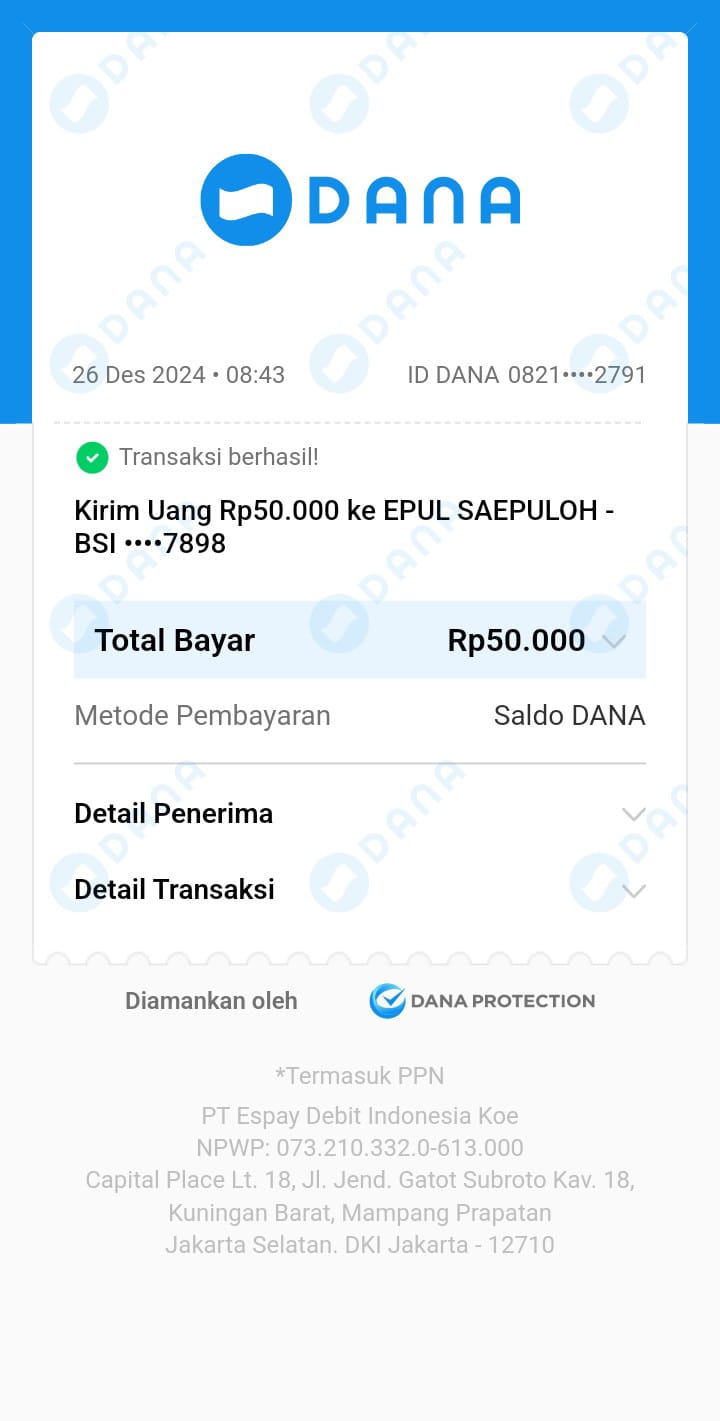 DANA
26 Des 2024 • 08:43 ID DANA 0821••••2791
Transaksi berhasil!
Kirim Uang Rp50.000 ke EPUL SAEPULOH -
BSI ••••7898
Total Bayar Rp50.000
Metode Pembayaran Saldo DANA
Detail Penerima
Detail Transaksi
Diamankan oleh DANA PROTECTION
*Termasuk PPN
PT Espay Debit Indonesia Koe
NPWP: 073.210.332.0-613.000
Capital Place Lt. 18, Jl. Jend. Gatot Subroto Kav. 18,
Kuningan Barat, Mampang Prapatan
Jakarta Selatan. DKI Jakarta - 12710